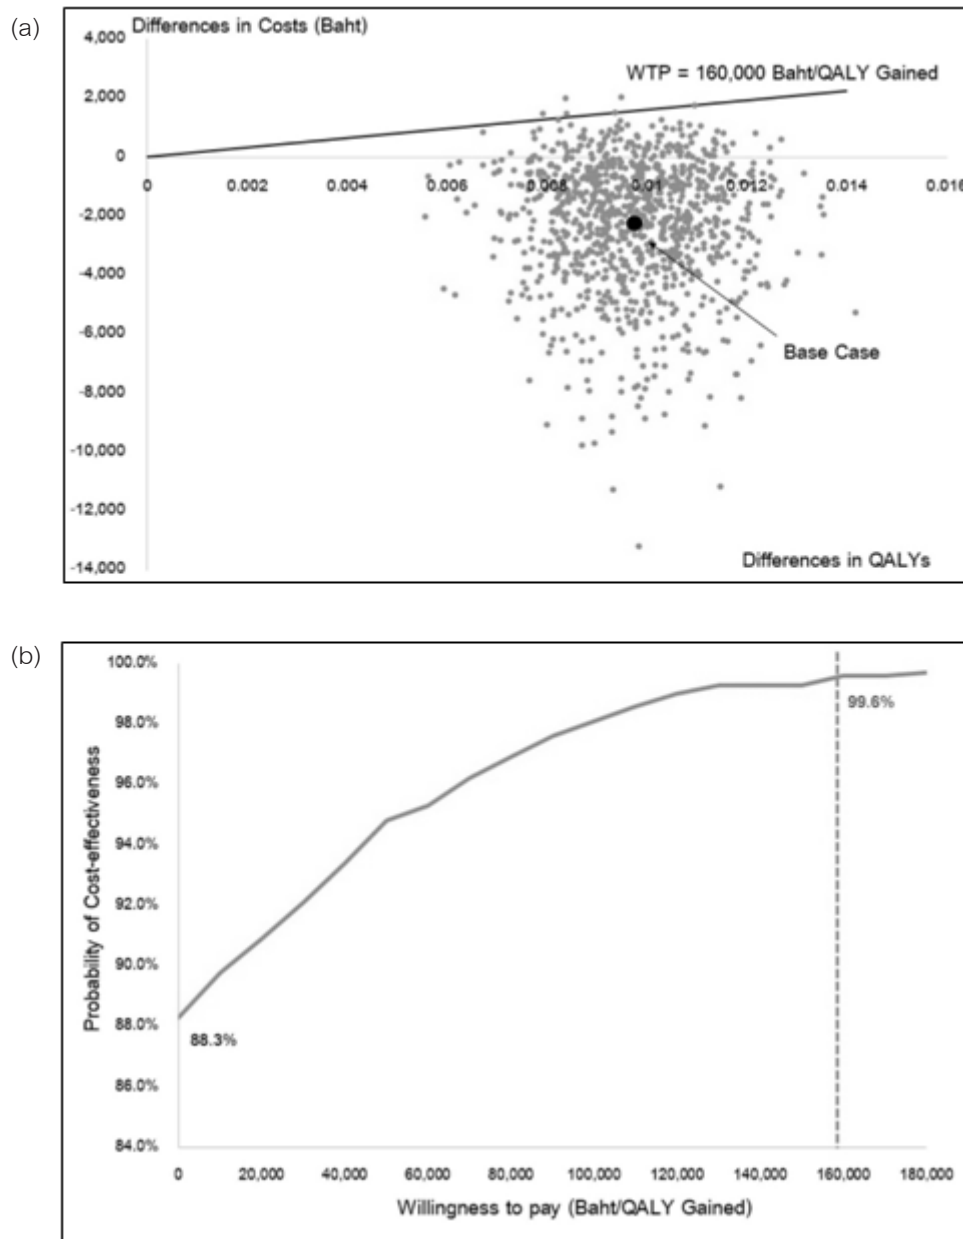 (a)
Differences in Costs (Baht)
4,000
WTP = 160,000 Baht/QALY Gained
2,000
0
0 0.002 0.004 0.006 0.008 0.01 0.012 0.014 0.016
-2,000
-4,000
-6,000
Base Case
-8,000
-10,000
-12,000
-14,000
Differences in QALYs
(b)
100.0%
99.6%
98.0%
96.0%
94.0%
92.0%
90.0%
88.0%
88.3%
86.0%
84.0%
Probability of Cost-effectiveness
0 20,000 40,000 60,000 80,000 100,000 120,000 140,000 160,000 180,000
Willingness to pay (Baht/QALY Gained)